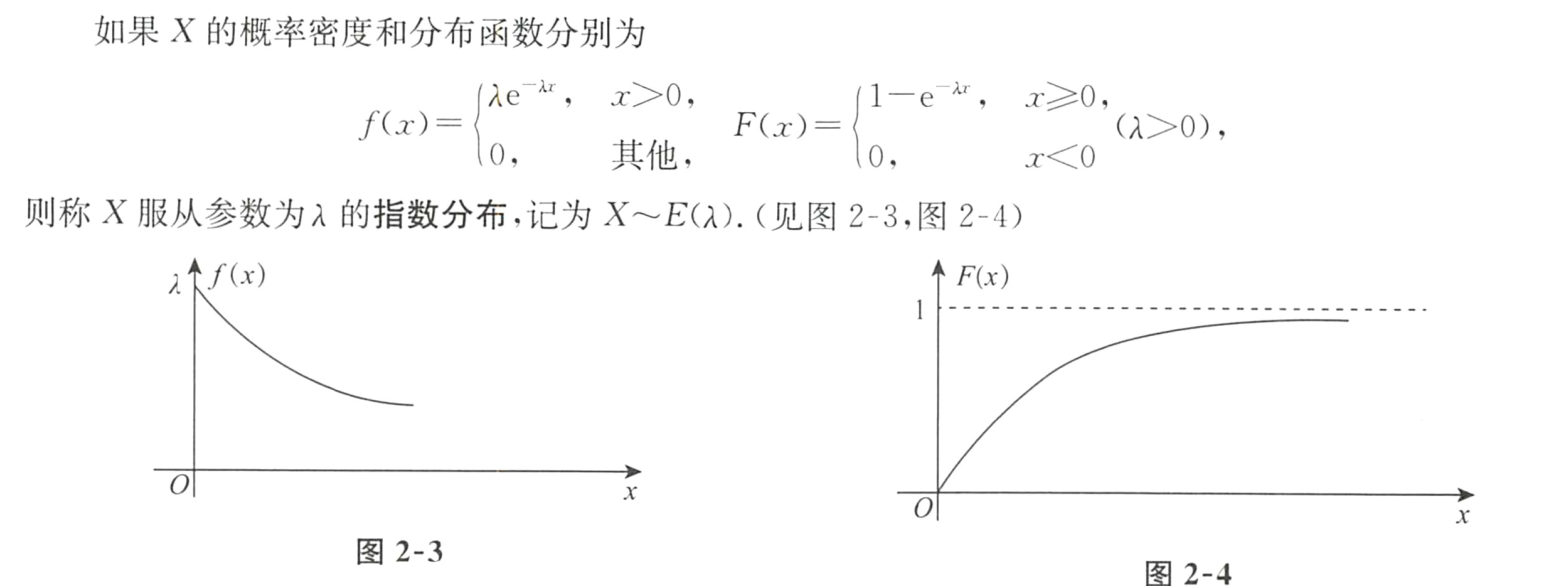 如果 X 的概率密度和分布函数分别为
f(x)={λe^{-λx}, x>0, 0, 其他, F(x)={1-e^{-λx}, x≥0, 0, x<0 (λ>0),
则称 X 服从参数为λ 的指数分布,记为 X～E(λ).(见图 2-3,图 2-4)
λ f(x)
O x
图 2-3
F(x)
1
O x
图 2-4